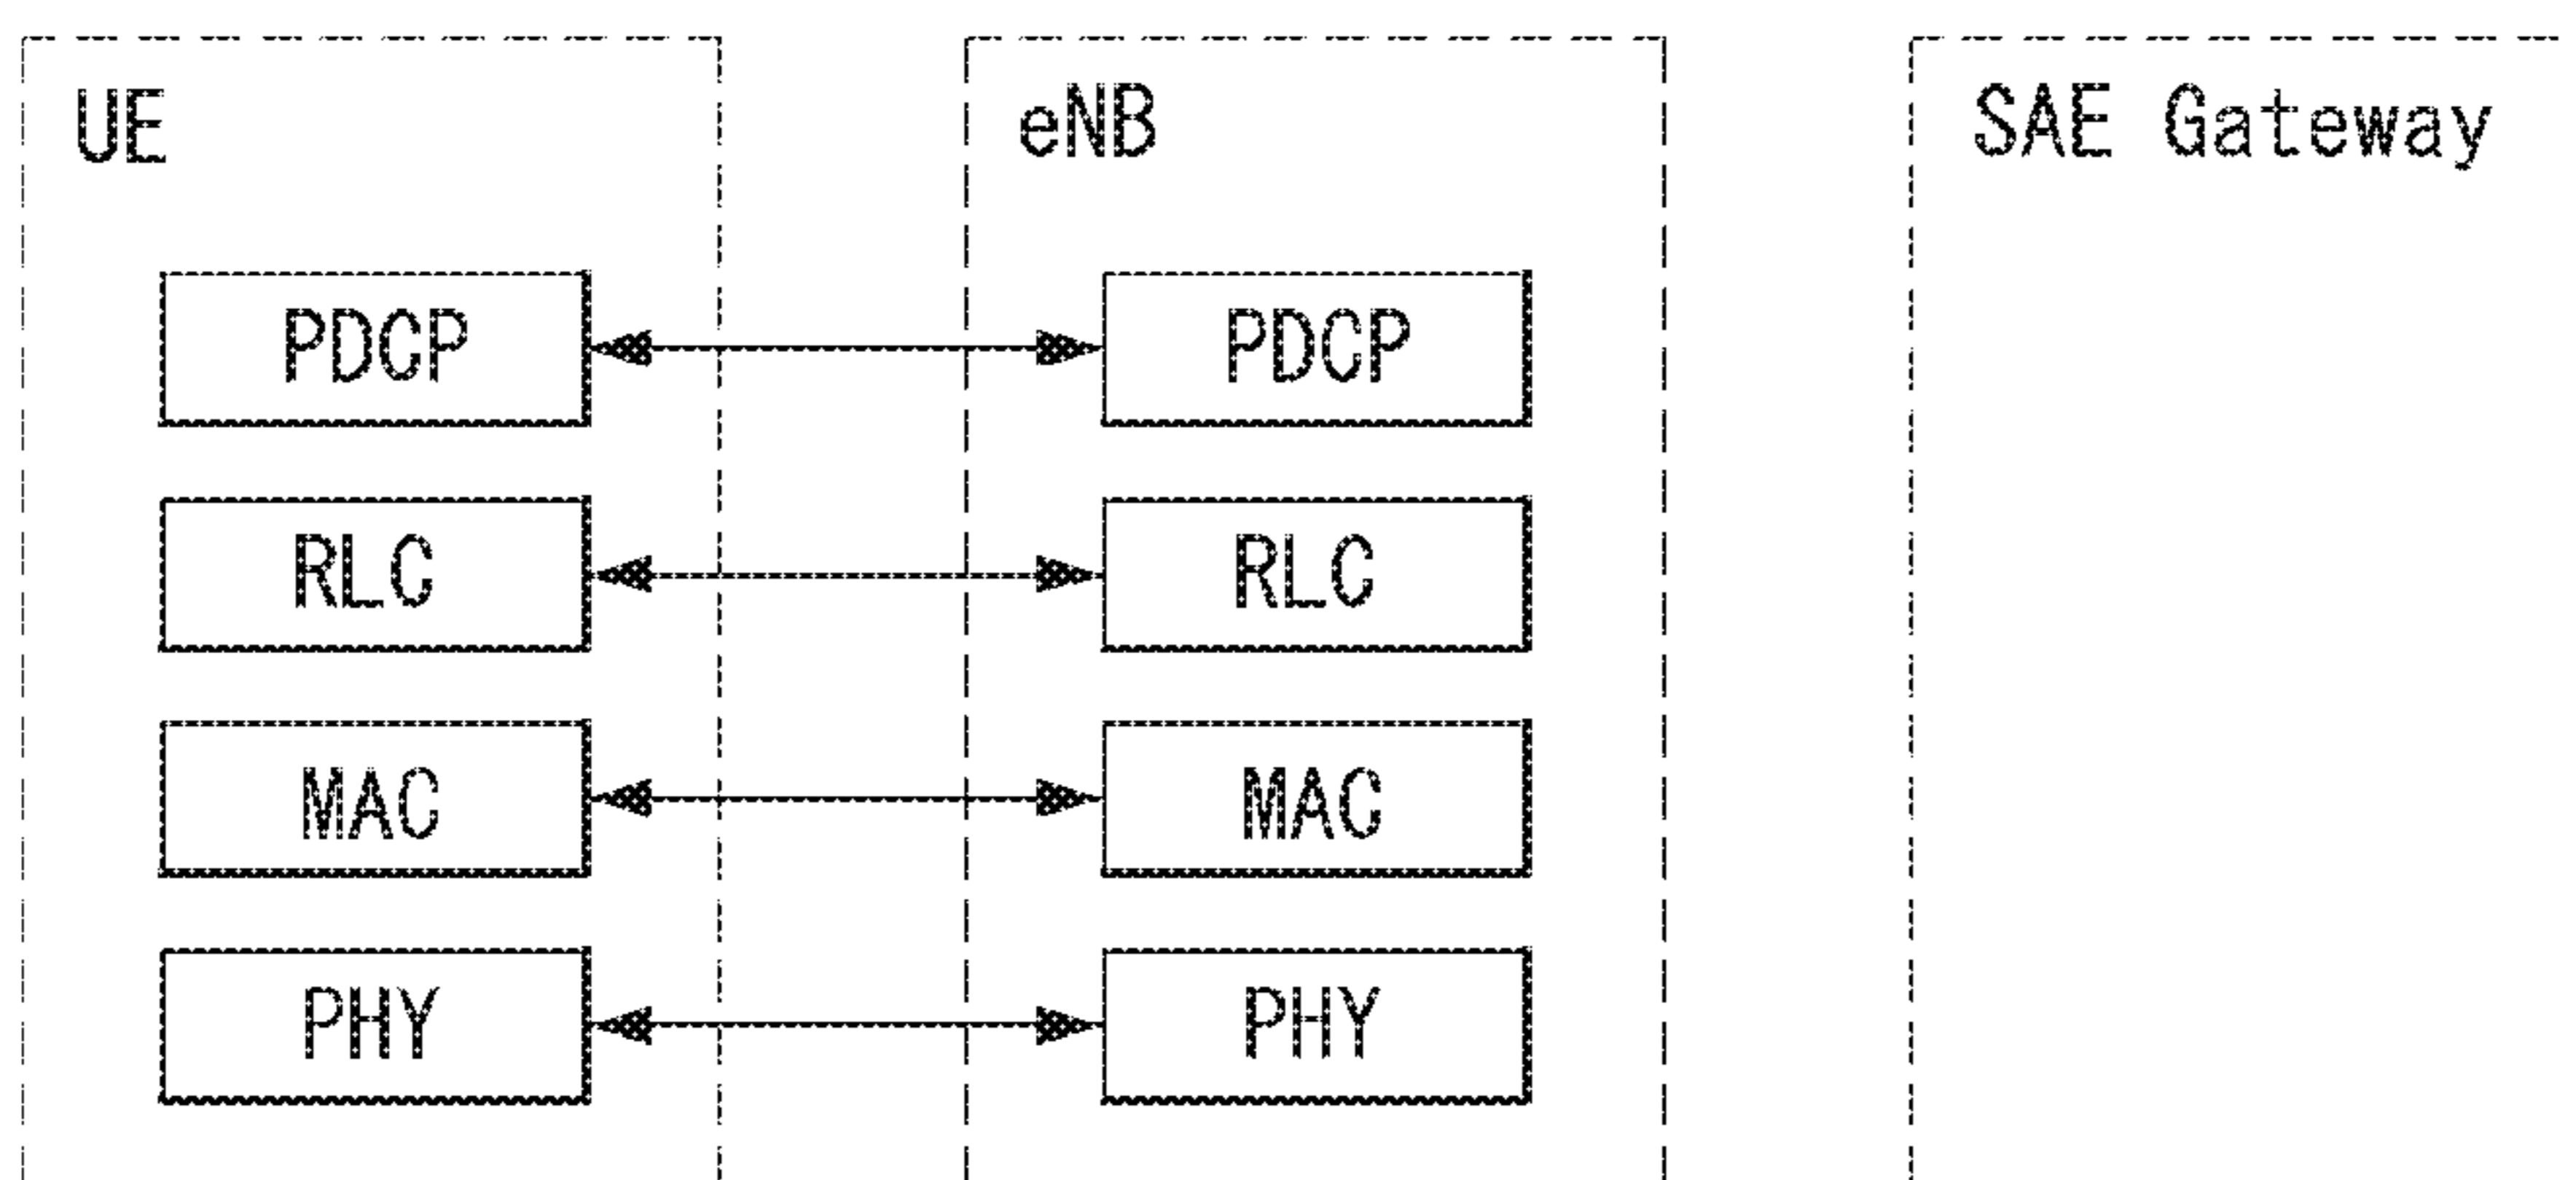 UE
eNB
SAE Gateway
PDCP
PDCP
RLC
RLC
MAC
MAC
PHY
PHY